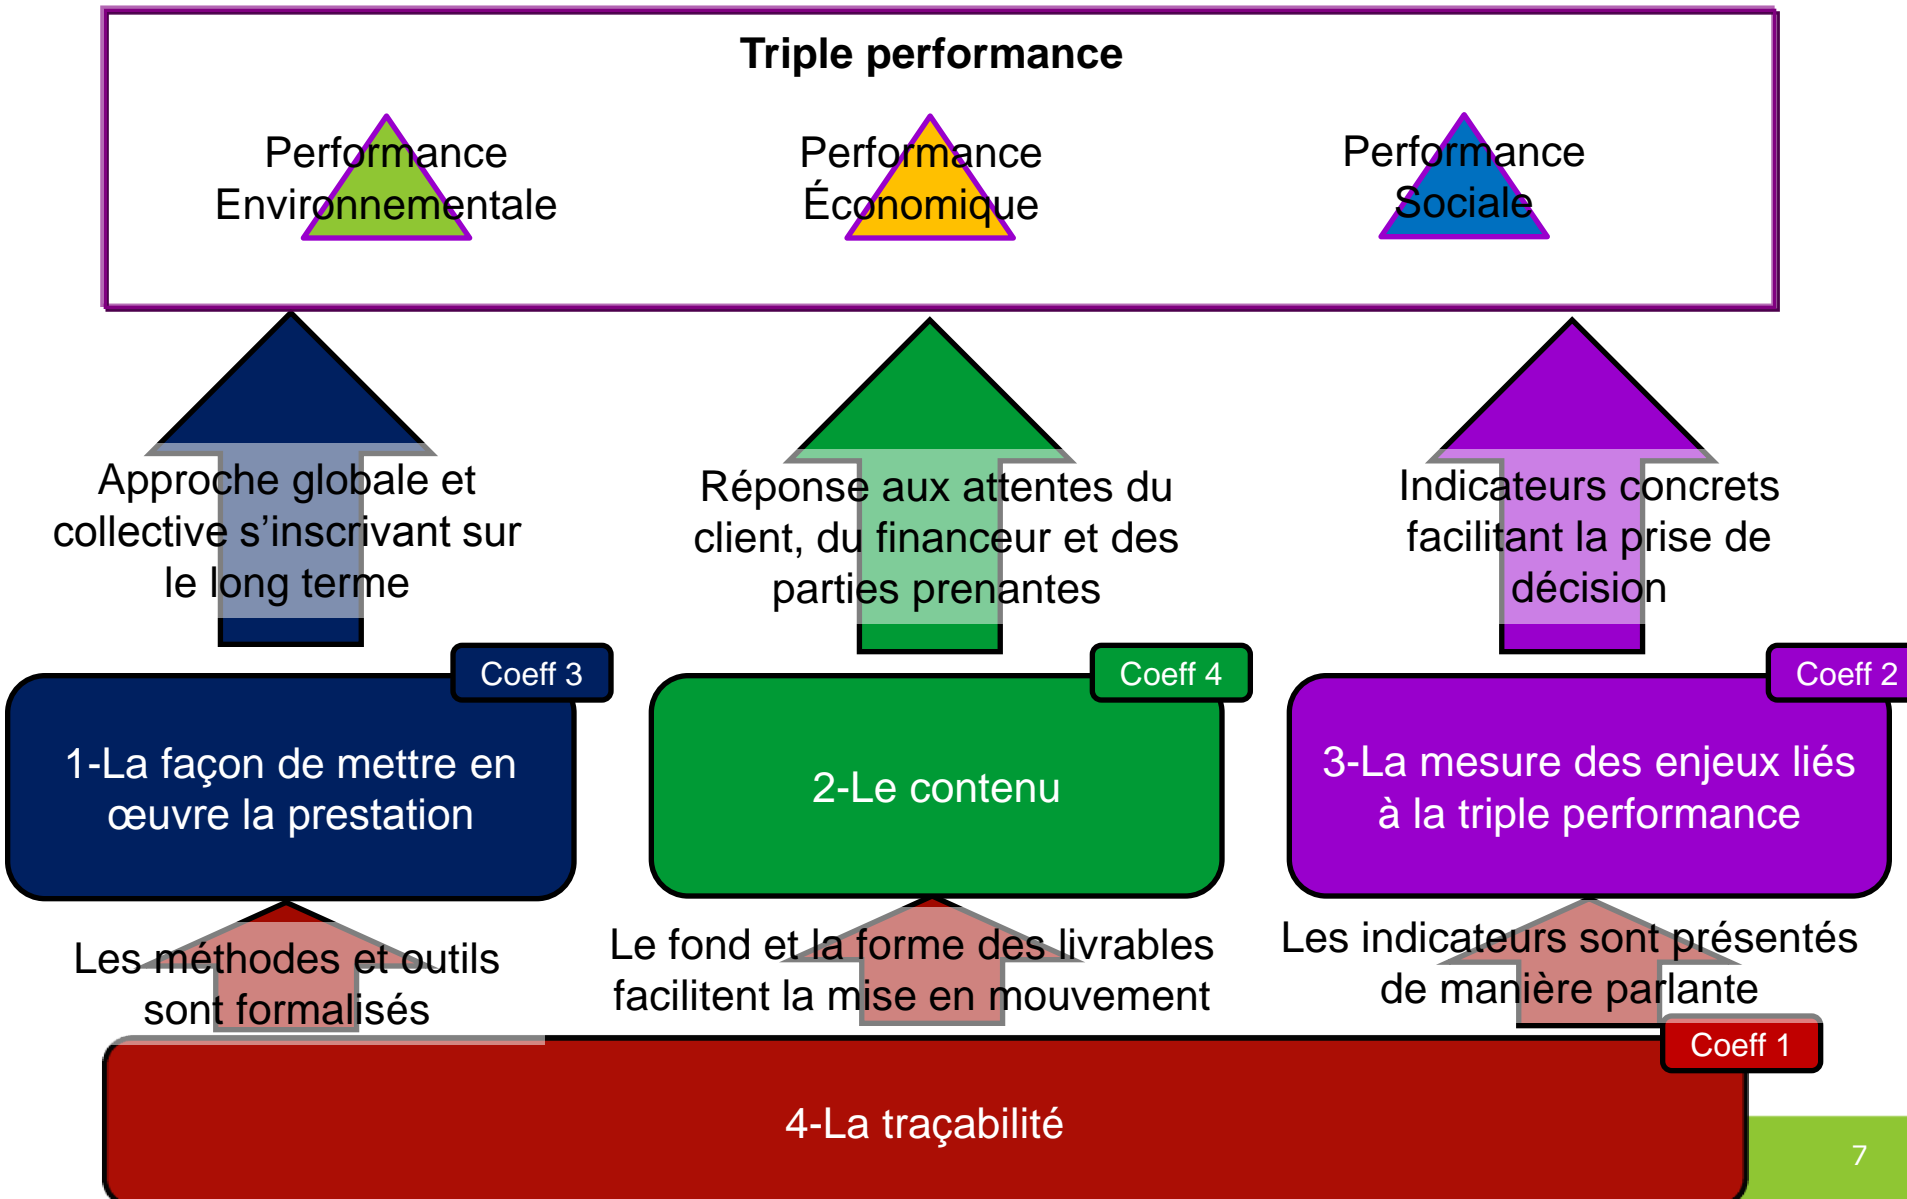 Triple performance
Performance
Environnementale
Performance
Économique
Performance
Sociale
Approche globale et
collective s’inscrivant sur
le long terme
Réponse aux attentes du
client, du financeur et des
parties prenantes
Indicateurs concrets
facilitant la prise de
décision
Coeff 3
1-La façon de mettre en
œuvre la prestation
Coeff 4
2-Le contenu
Coeff 2
3-La mesure des enjeux liés
à la triple performance
Les méthodes et outils
sont formalisés
Le fond et la forme des livrables
facilitent la mise en mouvement
Les indicateurs sont présentés
de manière parlante
Coeff 1
4-La traçabilité
7